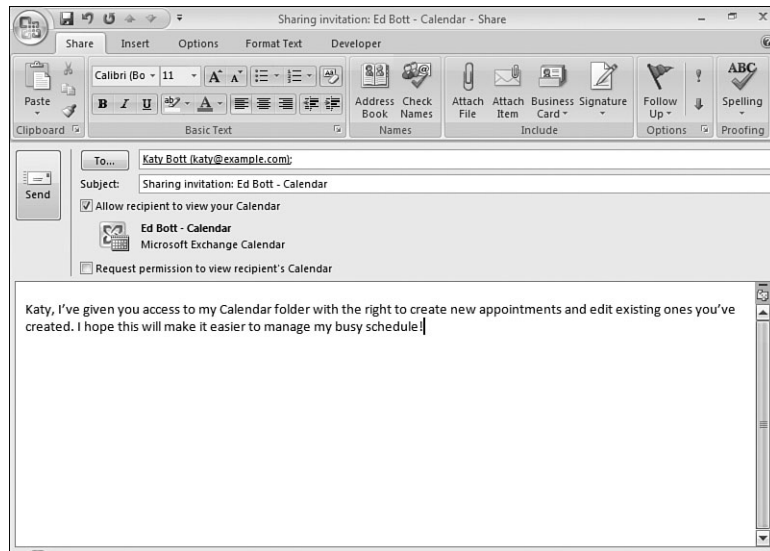 Sharing invitation: Ed Bott - Calendar - Share
Share Insert Options Format Text Developer
Paste
Calibri (Bo 11 A A
B I U ab A
Address Book
Check Names
Attach File
Attach Item
Business Card
Signature
Follow Up
ABC
Spelling
Clipboard Basic Text Names Include Options Proofing
Send
To... Katy Bott (katy@example.com);
Subject: Sharing invitation: Ed Bott - Calendar
Allow recipient to view your Calendar
Ed Bott - Calendar
Microsoft Exchange Calendar
Request permission to view recipient's Calendar
Katy, I've given you access to my Calendar folder with the right to create new appointments and edit existing ones you've
created. I hope this will make it easier to manage my busy schedule!